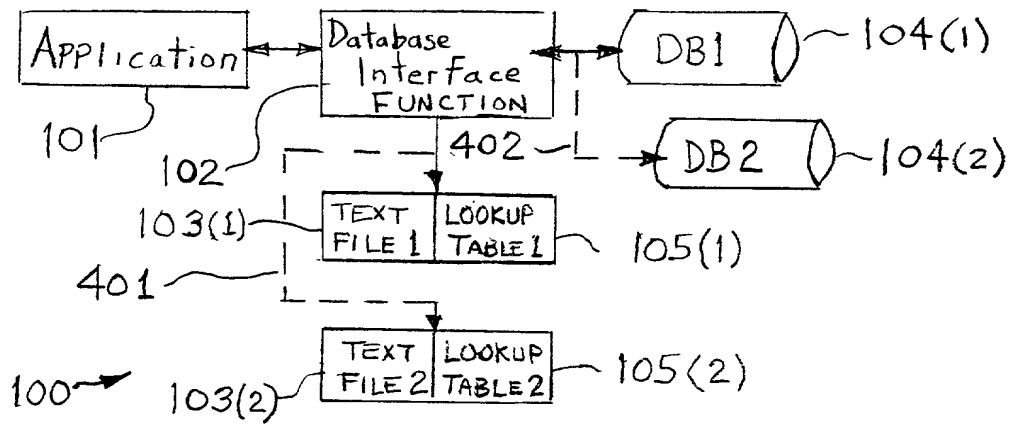 APPlication
Database
Interface
FUNCTION
DB1
104(1)
101
102
402
DB2
104(2)
103(1)
TEXT
FILE 1
LOOKUP
TABLE 1
105(1)
401
TEXT
FILE 2
LOOKUP
TABLE 2
105(2)
100
103(2)